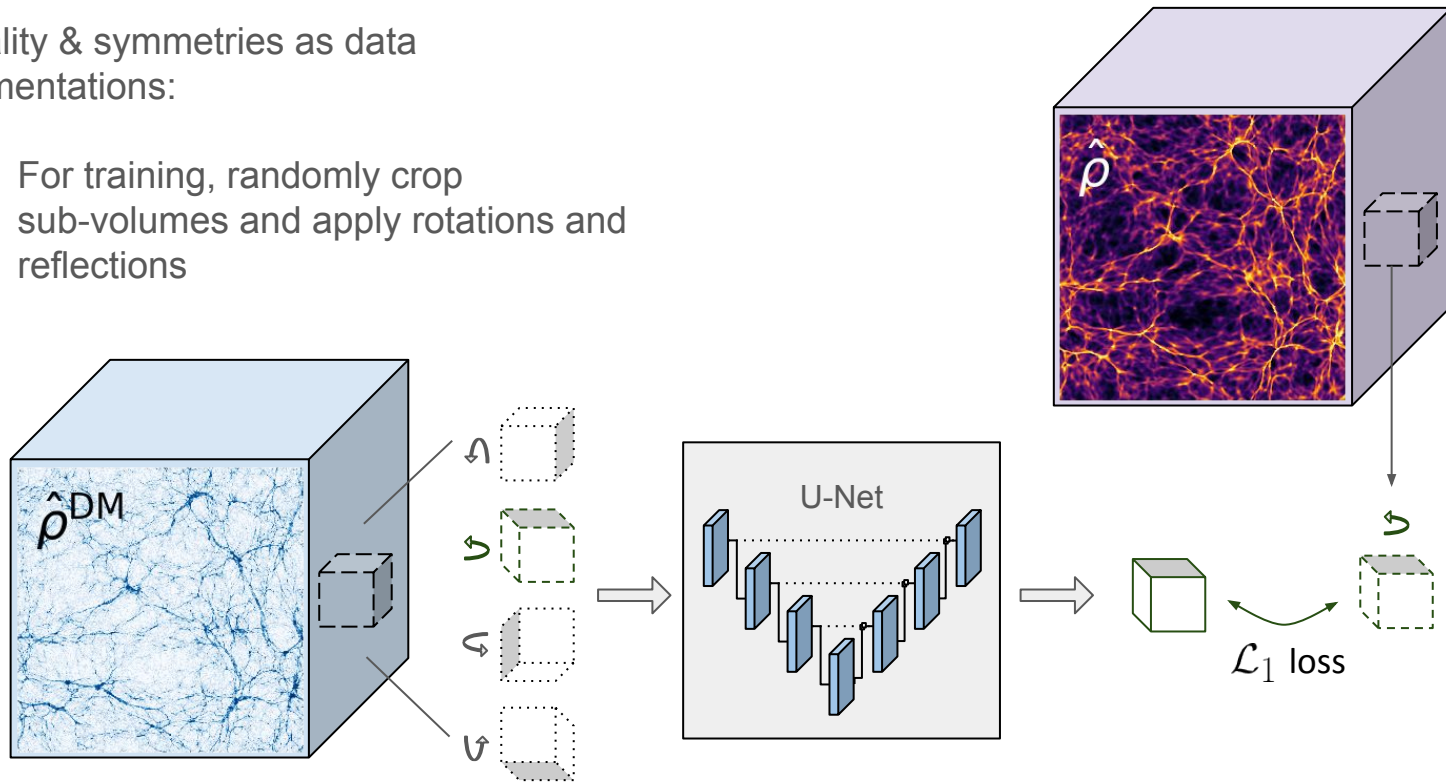 ality & symmetries as data
mentations:
For training, randomly crop
sub-volumes and apply rotations and
reflections
ρ̂
ρ̂ᴰᴹ
U-Net
ℒ₁ loss